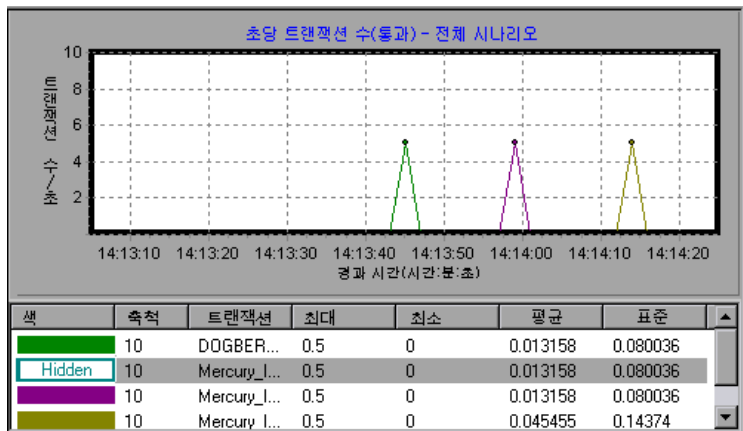 초당 트랜잭션 수(통과) - 전체 시나리오
10
8
6
4
2
트랜잭션 수/초
14:13:10 14:13:20 14:13:30 14:13:40 14:13:50 14:14:00 14:14:10 14:14:20
경과 시간(시간:분:초)
색 축척 트랜잭션 최대 최소 평균 표준
10 DOGBER... 0.5 0 0.013158 0.080036
Hidden 10 Mercury_I... 0.5 0 0.013158 0.080036
10 Mercury_I... 0.5 0 0.013158 0.080036
10 Mercury_I... 0.5 0 0.045455 0.14374